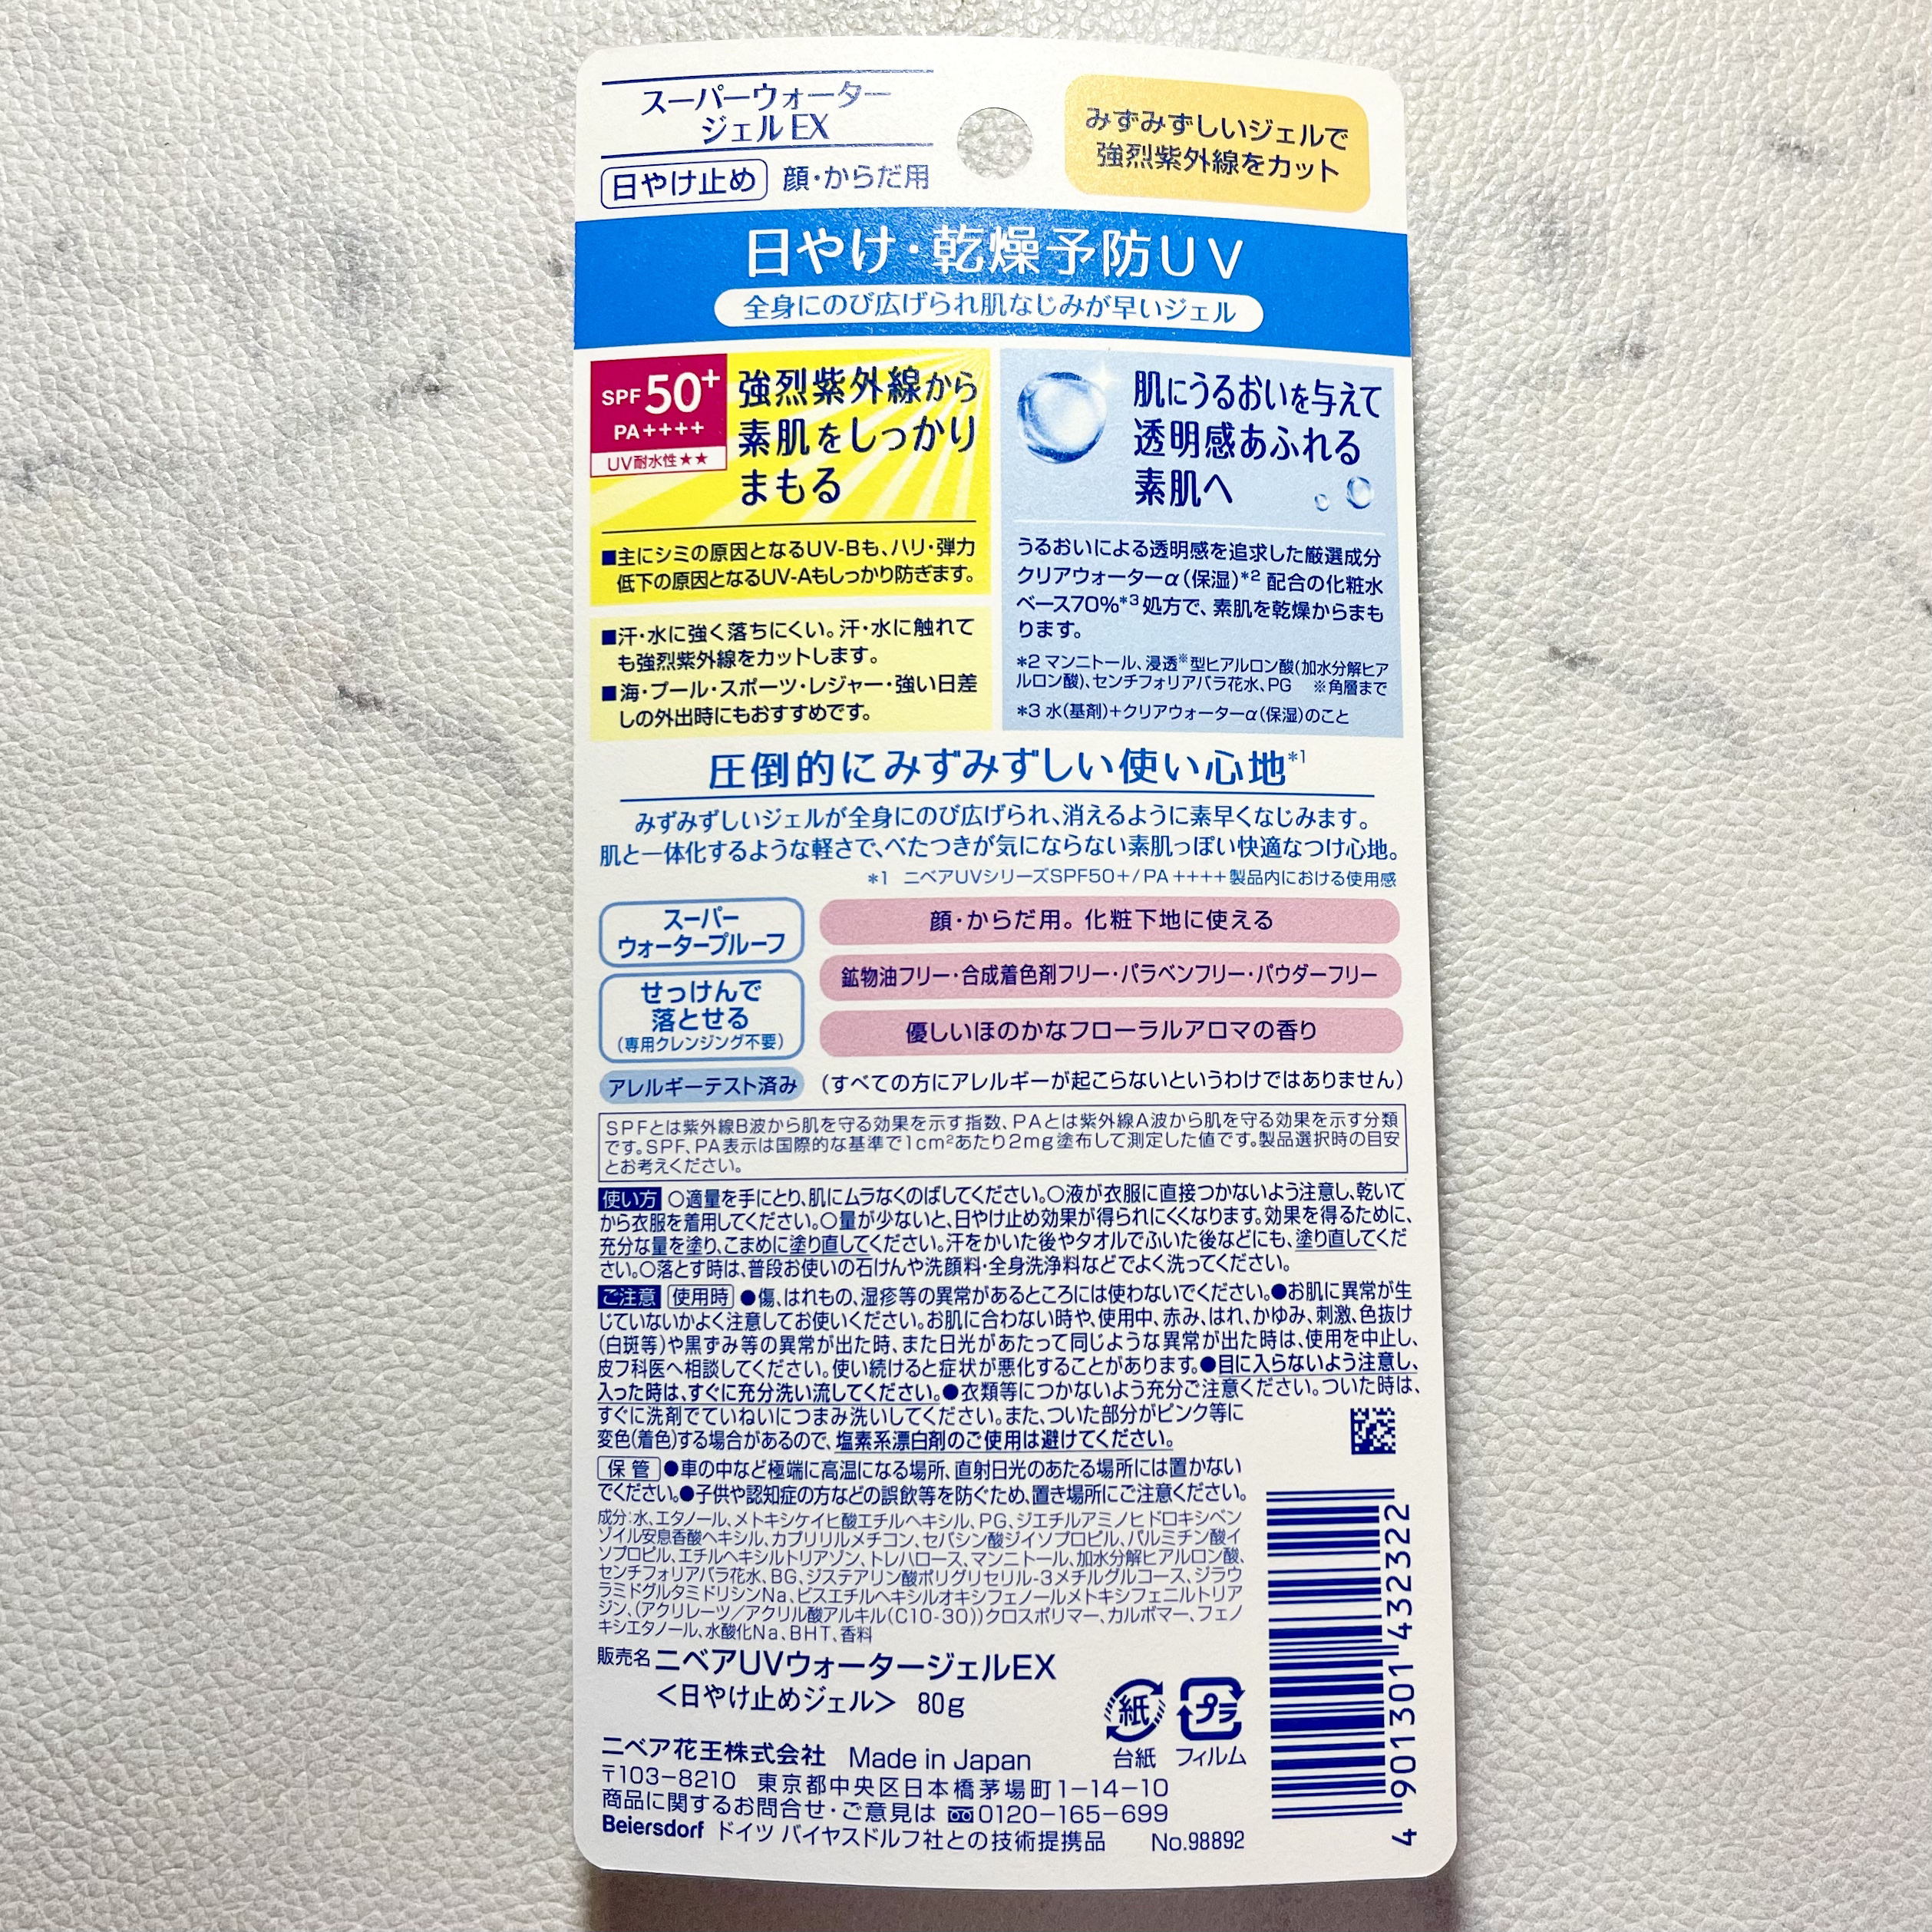 スーパーウォーター
ジェルEX
日やけ止め 顔・からだ用
みずみずしいジェルで
強烈紫外線をカット
日やけ・乾燥予防UV
全身にのび広げられ肌なじみが早いジェル
SPF50+
PA++++
UV耐水性★★
強烈紫外線から
素肌をしっかり
まもる
■主にシミの原因となるUV-Bも、ハリ・弾力
低下の原因となるUV-Aもしっかり防ぎます。
■汗・水に強く落ちにくい。汗・水に触れて
も強烈紫外線をカットします。
■海・プール・スポーツ・レジャー・強い日差
しの外出時にもおすすめです。
肌にうるおいを与えて
透明感あふれる
素肌へ
うるおいによる透明感を追求した厳選成分
クリアウォーターα(保湿)*2 配合の化粧水
ベース70%*3 処方で、素肌を乾燥からまも
ります。
*2 マンニトール、浸透※型ヒアルロン酸(加水分解ヒア
ルロン酸)、センチフォリアバラ花水、PG ※角層まで
*3 水(基剤)+クリアウォーターα(保湿)のこと
圧倒的にみずみずしい使い心地*1
みずみずしいジェルが全身にのび広げられ、消えるように素早くなじみます。
肌と一体化するような軽さで、べたつきが気にならない素肌っぽい快適なつけ心地。
*1 ニベアUVシリーズSPF50+/PA++++製品内における使用感
スーパー
ウォータープルーフ
せっけんで
落とせる
(専用クレンジング不要)
顔・からだ用。化粧下地に使える
鉱物油フリー・合成着色剤フリー・パラベンフリー・パウダーフリー
優しいほのかなフローラルアロマの香り
アレルギーテスト済み (すべての方にアレルギーが起こらないというわけではありません)
SPFとは紫外線B波から肌を守る効果を示す指数、PAとは紫外線A波から肌を守る効果を示す分類
です。SPF、PA表示は国際的な基準で1cm²あたり2mg塗布して測定した値です。製品選択時の目安
とお考えください。
使い方 ○適量を手にとり、肌にムラなくのばしてください。○液が衣服に直接つかないよう注意し、乾いて
から衣服を着用してください。○量が少ないと、日やけ止め効果が得られにくくなります。効果を得るために、
充分な量を塗り、こまめに塗り直してください。汗をかいた後やタオルでふいた後などにも、塗り直してくだ
さい。○落とす時は、普段お使いの石けんや洗顔料・全身洗浄料などでよく洗ってください。
ご注意 使用時 ●傷、はれもの、湿疹等の異常があるところには使わないでください。●お肌に異常が生
じていないかよく注意してお使いください。お肌に合わない時や、使用中、赤み、はれ、かゆみ、刺激、色抜け
(白斑等)や黒ずみ等の異常が出た時、また日光があたって同じような異常が出た時は、使用を中止し、
皮フ科医へ相談してください。使い続けると症状が悪化することがあります。●目に入らないよう注意し、
入った時は、すぐに充分洗い流してください。●衣類等につかないよう充分ご注意ください。ついた時は、
すぐに洗剤でていねいにつまみ洗いしてください。また、ついた部分がピンク等に
変色(着色)する場合があるので、塩素系漂白剤のご使用は避けてください。
保管 ●車の中など極端に高温になる場所、直射日光のあたる場所には置かない
でください。●子供や認知症の方などの誤飲等を防ぐため、置き場所にご注意ください。
成分:水、エタノール、メトキシケイヒ酸エチルヘキシル、PG、ジエチルアミノヒドロキシベン
ゾイル安息香酸ヘキシル、カプリリルメチコン、セバシン酸ジイソプロピル、パルミチン酸イ
ソプロピル、エチルヘキシルトリアゾン、トレハロース、マンニトール、加水分解ヒアルロン酸、
センチフォリアバラ花水、BG、ジステアリン酸ポリグリセリル-3メチルグルコース、ジラウ
ラミドグルタミドリシンNa、ビスエチルヘキシルオキシフェノールメトキシフェニルトリア
ジン、(アクリレーツ/アクリル酸アルキル(C10-30))クロスポリマー、カルボマー、フェノ
キシエタノール、水酸化Na、BHT、香料
販売名 ニベアUVウォータージェルEX
<日やけ止めジェル> 80g
紙 プラ
台紙 フィルム
ニベア花王株式会社 Made in Japan
〒103-8210 東京都中央区日本橋茅場町1-14-10
商品に関するお問合せ・ご意見は 0120-165-699
Beiersdorf ドイツ バイヤスドルフ社との技術提携品 No.98892
4 901301 432322